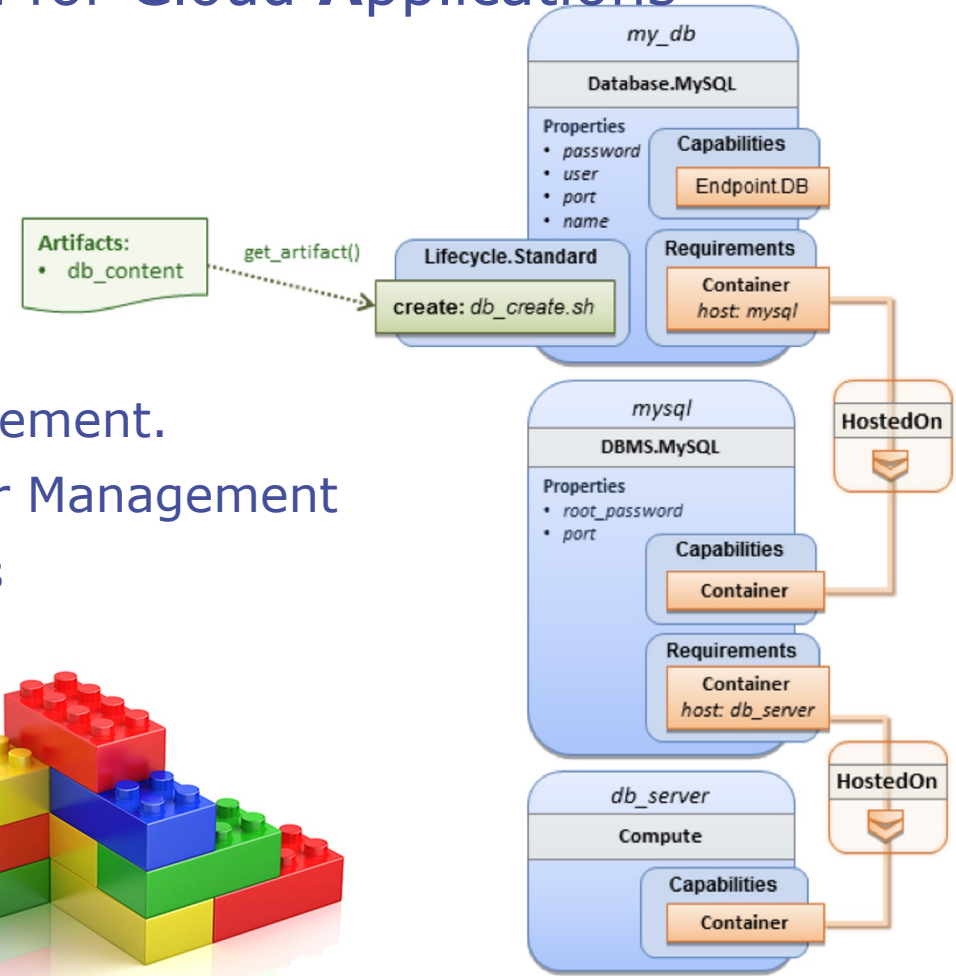 for Cloud Applications
my_db
Database.MySQL
Properties
• password
• user
• port
• name
Capabilities
Endpoint.DB
Requirements
Container
host: mysql
Artifacts:
• db_content
get_artifact()
Lifecycle.Standard
create: db_create.sh
HostedOn
ement.
r Management
s
mysql
DBMS.MySQL
Properties
• root_password
• port
Capabilities
Container
Requirements
Container
host: db_server
HostedOn
db_server
Compute
Capabilities
Container